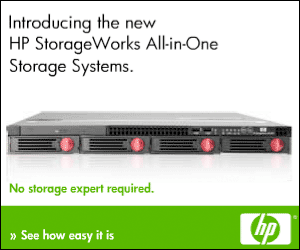 Introducing the new
HP StorageWorks All-in-One
Storage Systems.
No storage expert required.
» See how easy it is
hp